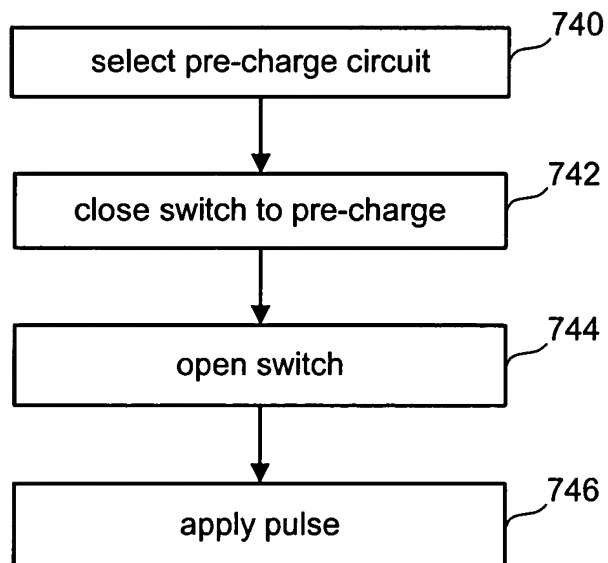 740
select pre-charge circuit
742
close switch to pre-charge
744
open switch
746
apply pulse